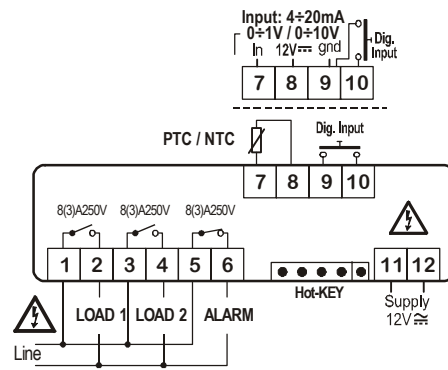 Input: 4÷20mA
0÷1V / 0÷10V
In 12V⎓ gnd
Dig.
Input
7 8 9 10
PTC / NTC
Dig. Input
7 8 9 10
8(3)A250V 8(3)A250V 8(3)A250V
1 2 3 4 5 6
Hot-KEY
11 12
LOAD 1 LOAD 2 ALARM
Supply
12V≂
Line